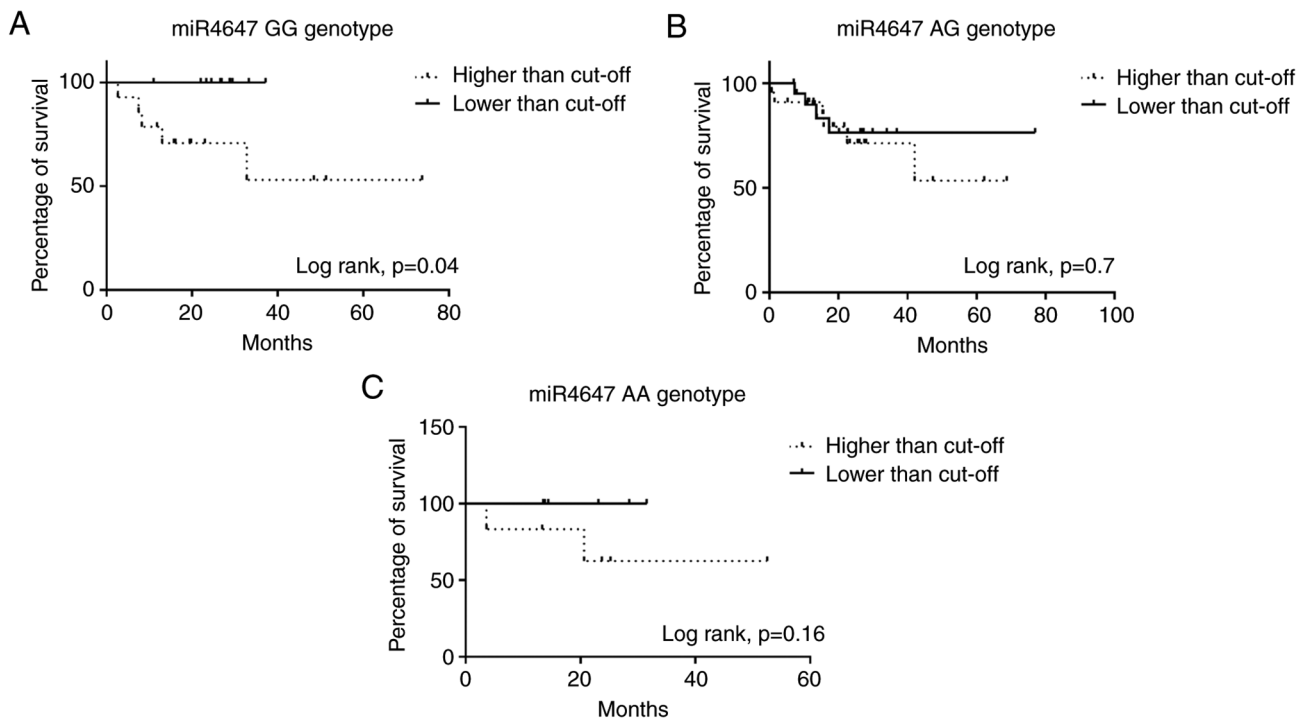 A
miR4647 GG genotype
Percentage of survival
100
50
0
0 20 40 60 80
Months
Higher than cut-off
Lower than cut-off
Log rank, p=0.04
B
miR4647 AG genotype
Percentage of survival
100
50
0
0 20 40 60 80 100
Months
Higher than cut-off
Lower than cut-off
Log rank, p=0.7
C
miR4647 AA genotype
Percentage of survival
150
100
50
0
0 20 40 60
Months
Higher than cut-off
Lower than cut-off
Log rank, p=0.16